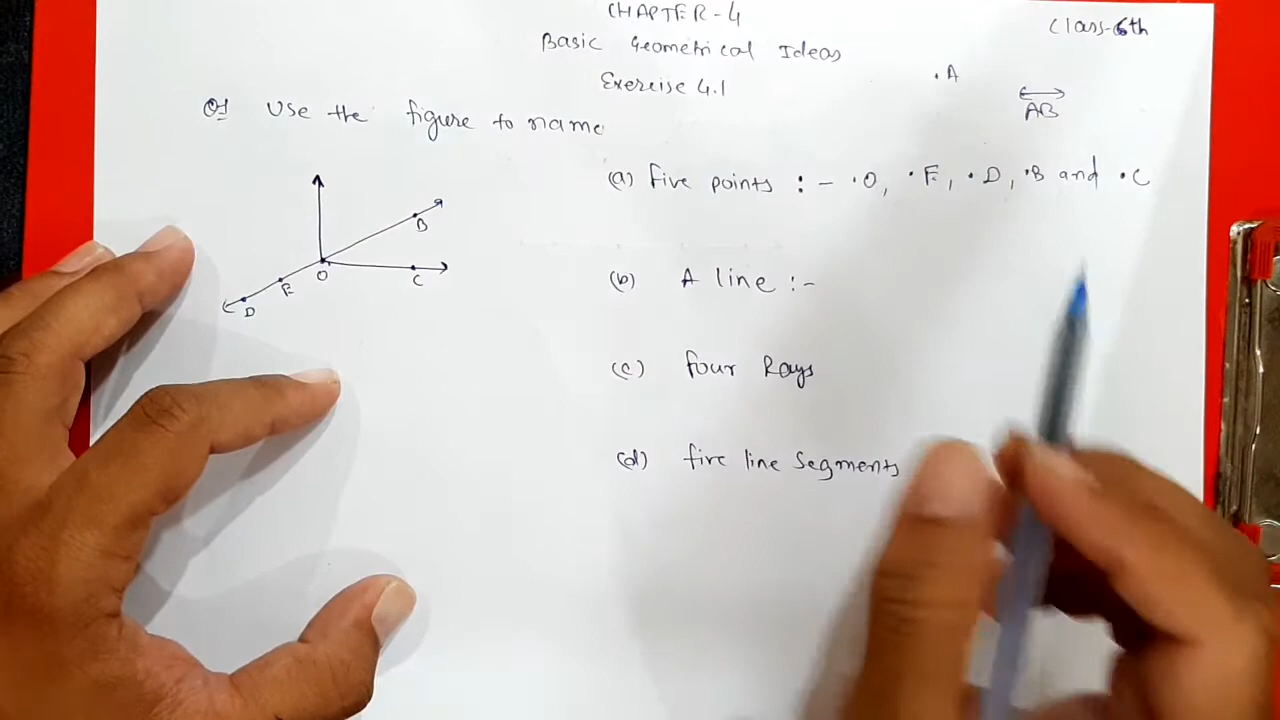 CHAPTER-4
Class-6th
Basic Geometrical Ideas
Exercise 4.1
.A
AB
Q1 Use the figure to name
(a) Five points :- .O, .E, .D, .B and .C
B
O
C
E
D
(b) A line :-
(c) Four Rays
(d) five line segments